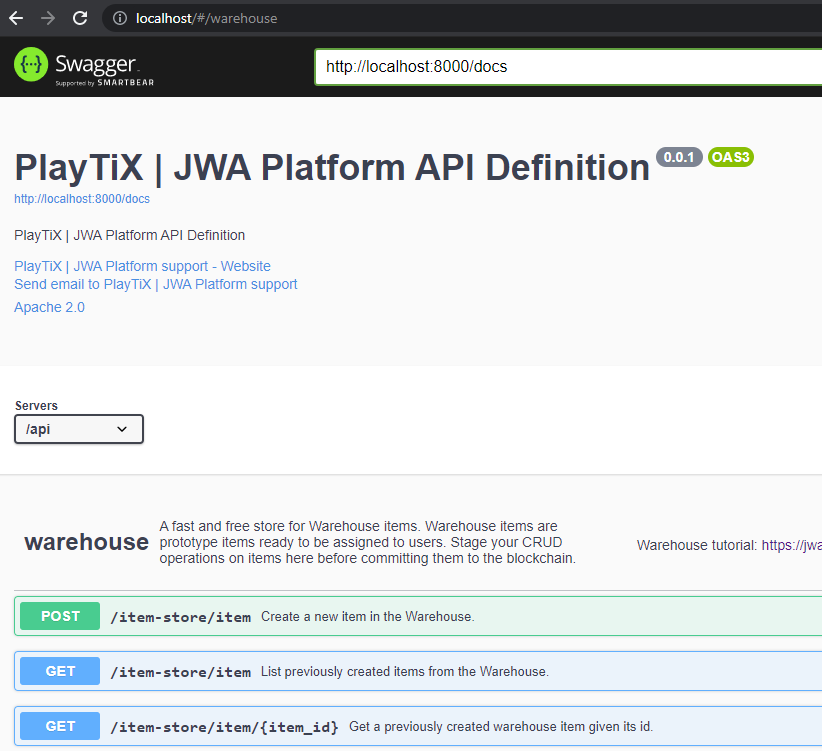 localhost/#/warehouse
Swagger
Supported by SMARTBEAR
http://localhost:8000/docs
PlayTiX | JWA Platform API Definition 0.0.1 OAS3
http://localhost:8000/docs
PlayTiX | JWA Platform API Definition
PlayTiX | JWA Platform support - Website
Send email to PlayTiX | JWA Platform support
Apache 2.0
Servers
/api
warehouse
A fast and free store for Warehouse items. Warehouse items are
prototype items ready to be assigned to users. Stage your CRUD
operations on items here before committing them to the blockchain.
Warehouse tutorial: https://jwa
POST /item-store/item Create a new item in the Warehouse.
GET /item-store/item List previously created items from the Warehouse.
GET /item-store/item/{item_id} Get a previously created warehouse item given its id.